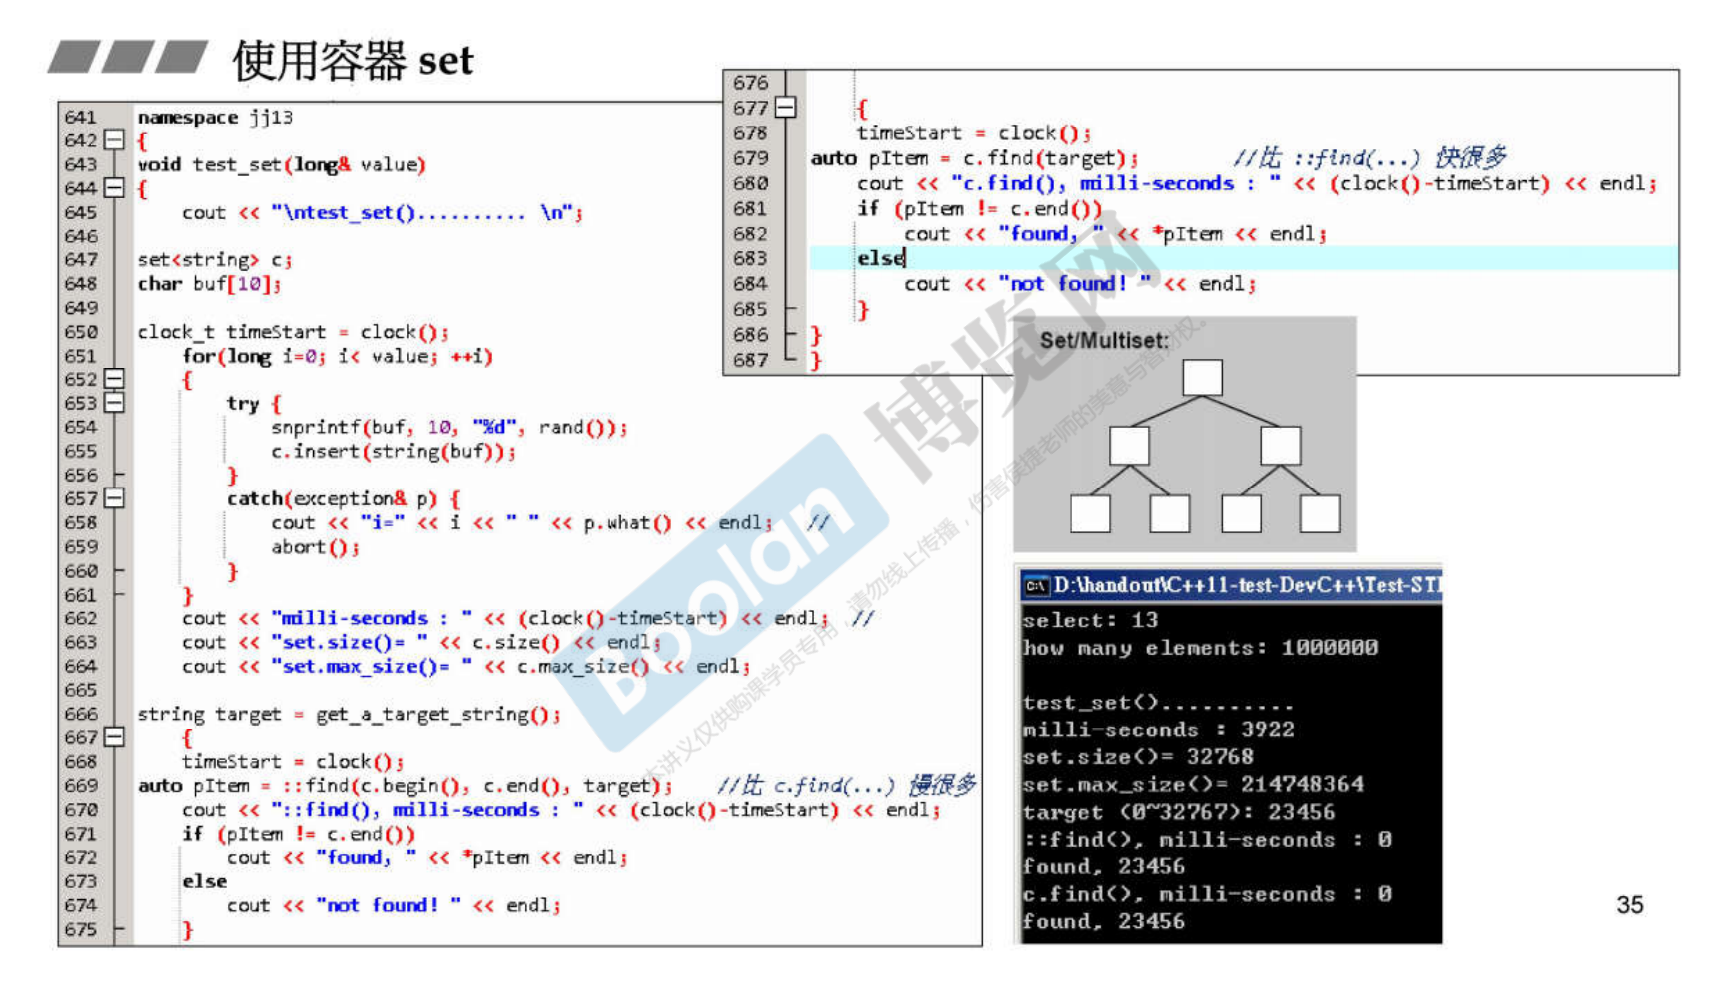 使用容器 set
641 namespace jj13
642 {
643 void test_set(long& value)
644 {
645 cout << "\ntest_set().......... \n";
646
647 set<string> c;
648 char buf[10];
649
650 clock_t timeStart = clock();
651 for(long i=0; i< value; ++i)
652 {
653 try {
654 snprintf(buf, 10, "%d", rand());
655 c.insert(string(buf));
656 }
657 catch(exception& p) {
658 cout << "i=" << i << " " << p.what() << endl; //
659 abort();
660 }
661 }
662 cout << "milli-seconds : " << (clock()-timeStart) << endl; //
663 cout << "set.size()= " << c.size() << endl;
664 cout << "set.max_size()= " << c.max_size() << endl;
665
666 string target = get_a_target_string();
667 {
668 timeStart = clock();
669 auto pItem = ::find(c.begin(), c.end(), target); //比 c.find(...) 慢很多
670 cout << "::find(), milli-seconds : " << (clock()-timeStart) << endl;
671 if (pItem != c.end())
672 cout << "found, " << *pItem << endl;
673 else
674 cout << "not found! " << endl;
675 }
676
677 {
678 timeStart = clock();
679 auto pItem = c.find(target); //比 ::find(...) 快很多
680 cout << "c.find(), milli-seconds : " << (clock()-timeStart) << endl;
681 if (pItem != c.end())
682 cout << "found, " << *pItem << endl;
683 else
684 cout << "not found! " << endl;
685 }
686 }
687 }
Set/Multiset:
D:\handout\C++11-test-DevC++\Test-STL
select: 13
how many elements: 1000000
test_set()..........
milli-seconds : 3922
set.size()= 32768
set.max_size()= 214748364
target (0~32767): 23456
::find(), milli-seconds : 0
found, 23456
c.find(), milli-seconds : 0
found, 23456
35
Boolan 博览网
本讲义仅供购课学员专用，请勿线上传播，伤害侯捷老师的美意与智财权。